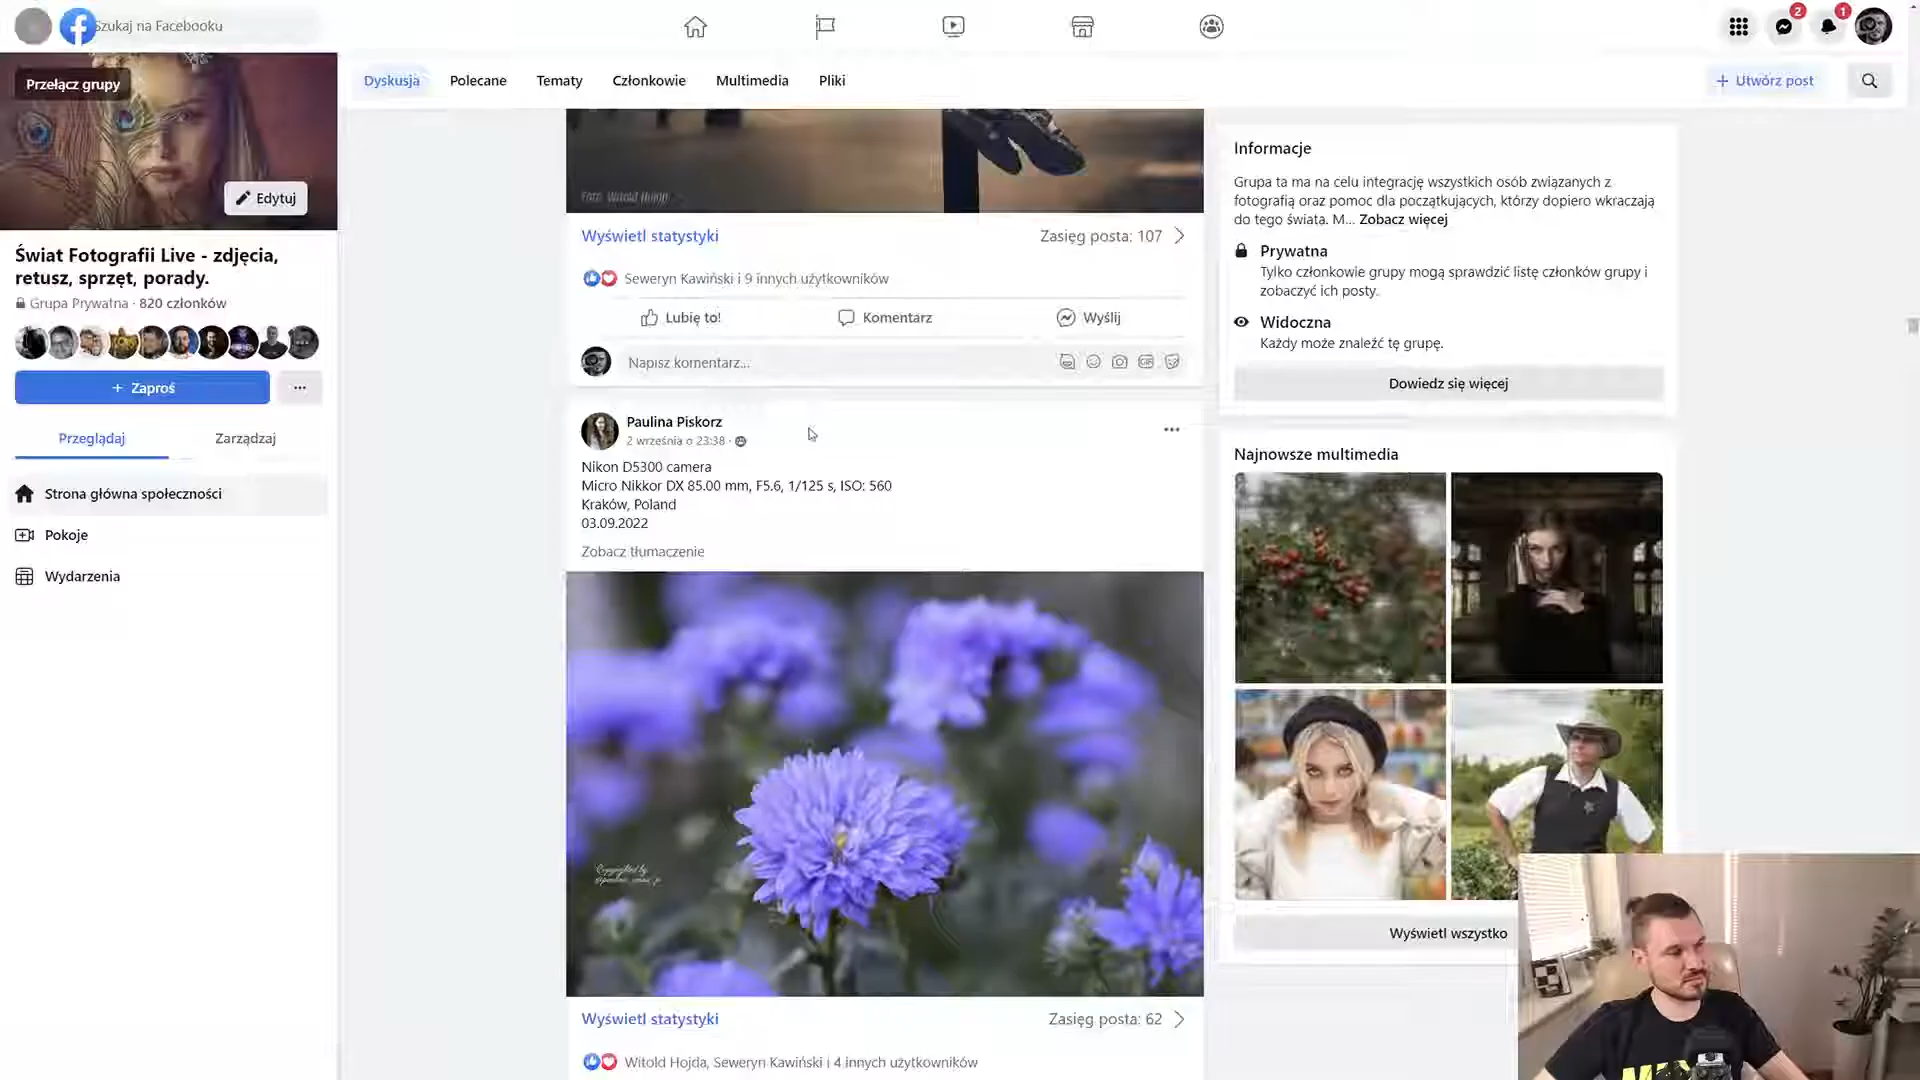 Szukaj na Facebooku
2
1
Przełącz grupy
Edytuj
Świat Fotografii Live - zdjęcia,
retusz, sprzęt, porady.
Grupa Prywatna · 820 członków
+ Zaproś
Przeglądaj
Zarządzaj
Strona główna społeczności
Pokoje
Wydarzenia
Dyskusja
Polecane
Tematy
Członkowie
Multimedia
Pliki
+ Utwórz post
Foto: Witold Hojda
Wyświetl statystyki
Zasięg posta: 107
Seweryn Kawiński i 9 innych użytkowników
Lubię to!
Komentarz
Wyślij
Napisz komentarz...
GIF
Paulina Piskorz
2 września o 23:38 ·
Nikon D5300 camera
Micro Nikkor DX 85.00 mm, F5.6, 1/125 s, ISO: 560
Kraków, Poland
03.09.2022
Zobacz tłumaczenie
Copyrighted by
Wyświetl statystyki
Zasięg posta: 62
Witold Hojda, Seweryn Kawiński i 4 innych użytkowników
Informacje
Grupa ta ma na celu integrację wszystkich osób związanych z
fotografią oraz pomoc dla początkujących, którzy dopiero wkraczają
do tego świata. M... Zobacz więcej
Prywatna
Tylko członkowie grupy mogą sprawdzić listę członków grupy i
zobaczyć ich posty.
Widoczna
Każdy może znaleźć tę grupę.
Dowiedz się więcej
Najnowsze multimedia
Wyświetl wszystko